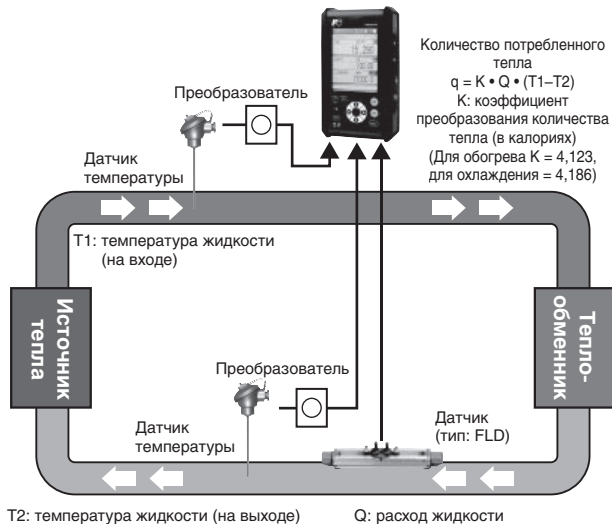 Количество потребленного
тепла
q = K • Q • (T1–T2)
K: коэффициент
преобразования количества
тепла (в калориях)
(Для обогрева K = 4,123,
для охлаждения = 4,186)
Преобразователь
Датчик
температуры
T1: температура жидкости
(на входе)
Источник
тепла
Тепло-
обменник
Преобразователь
Датчик
температуры
Датчик
(тип: FLD)
T2: температура жидкости (на выходе)
Q: расход жидкости